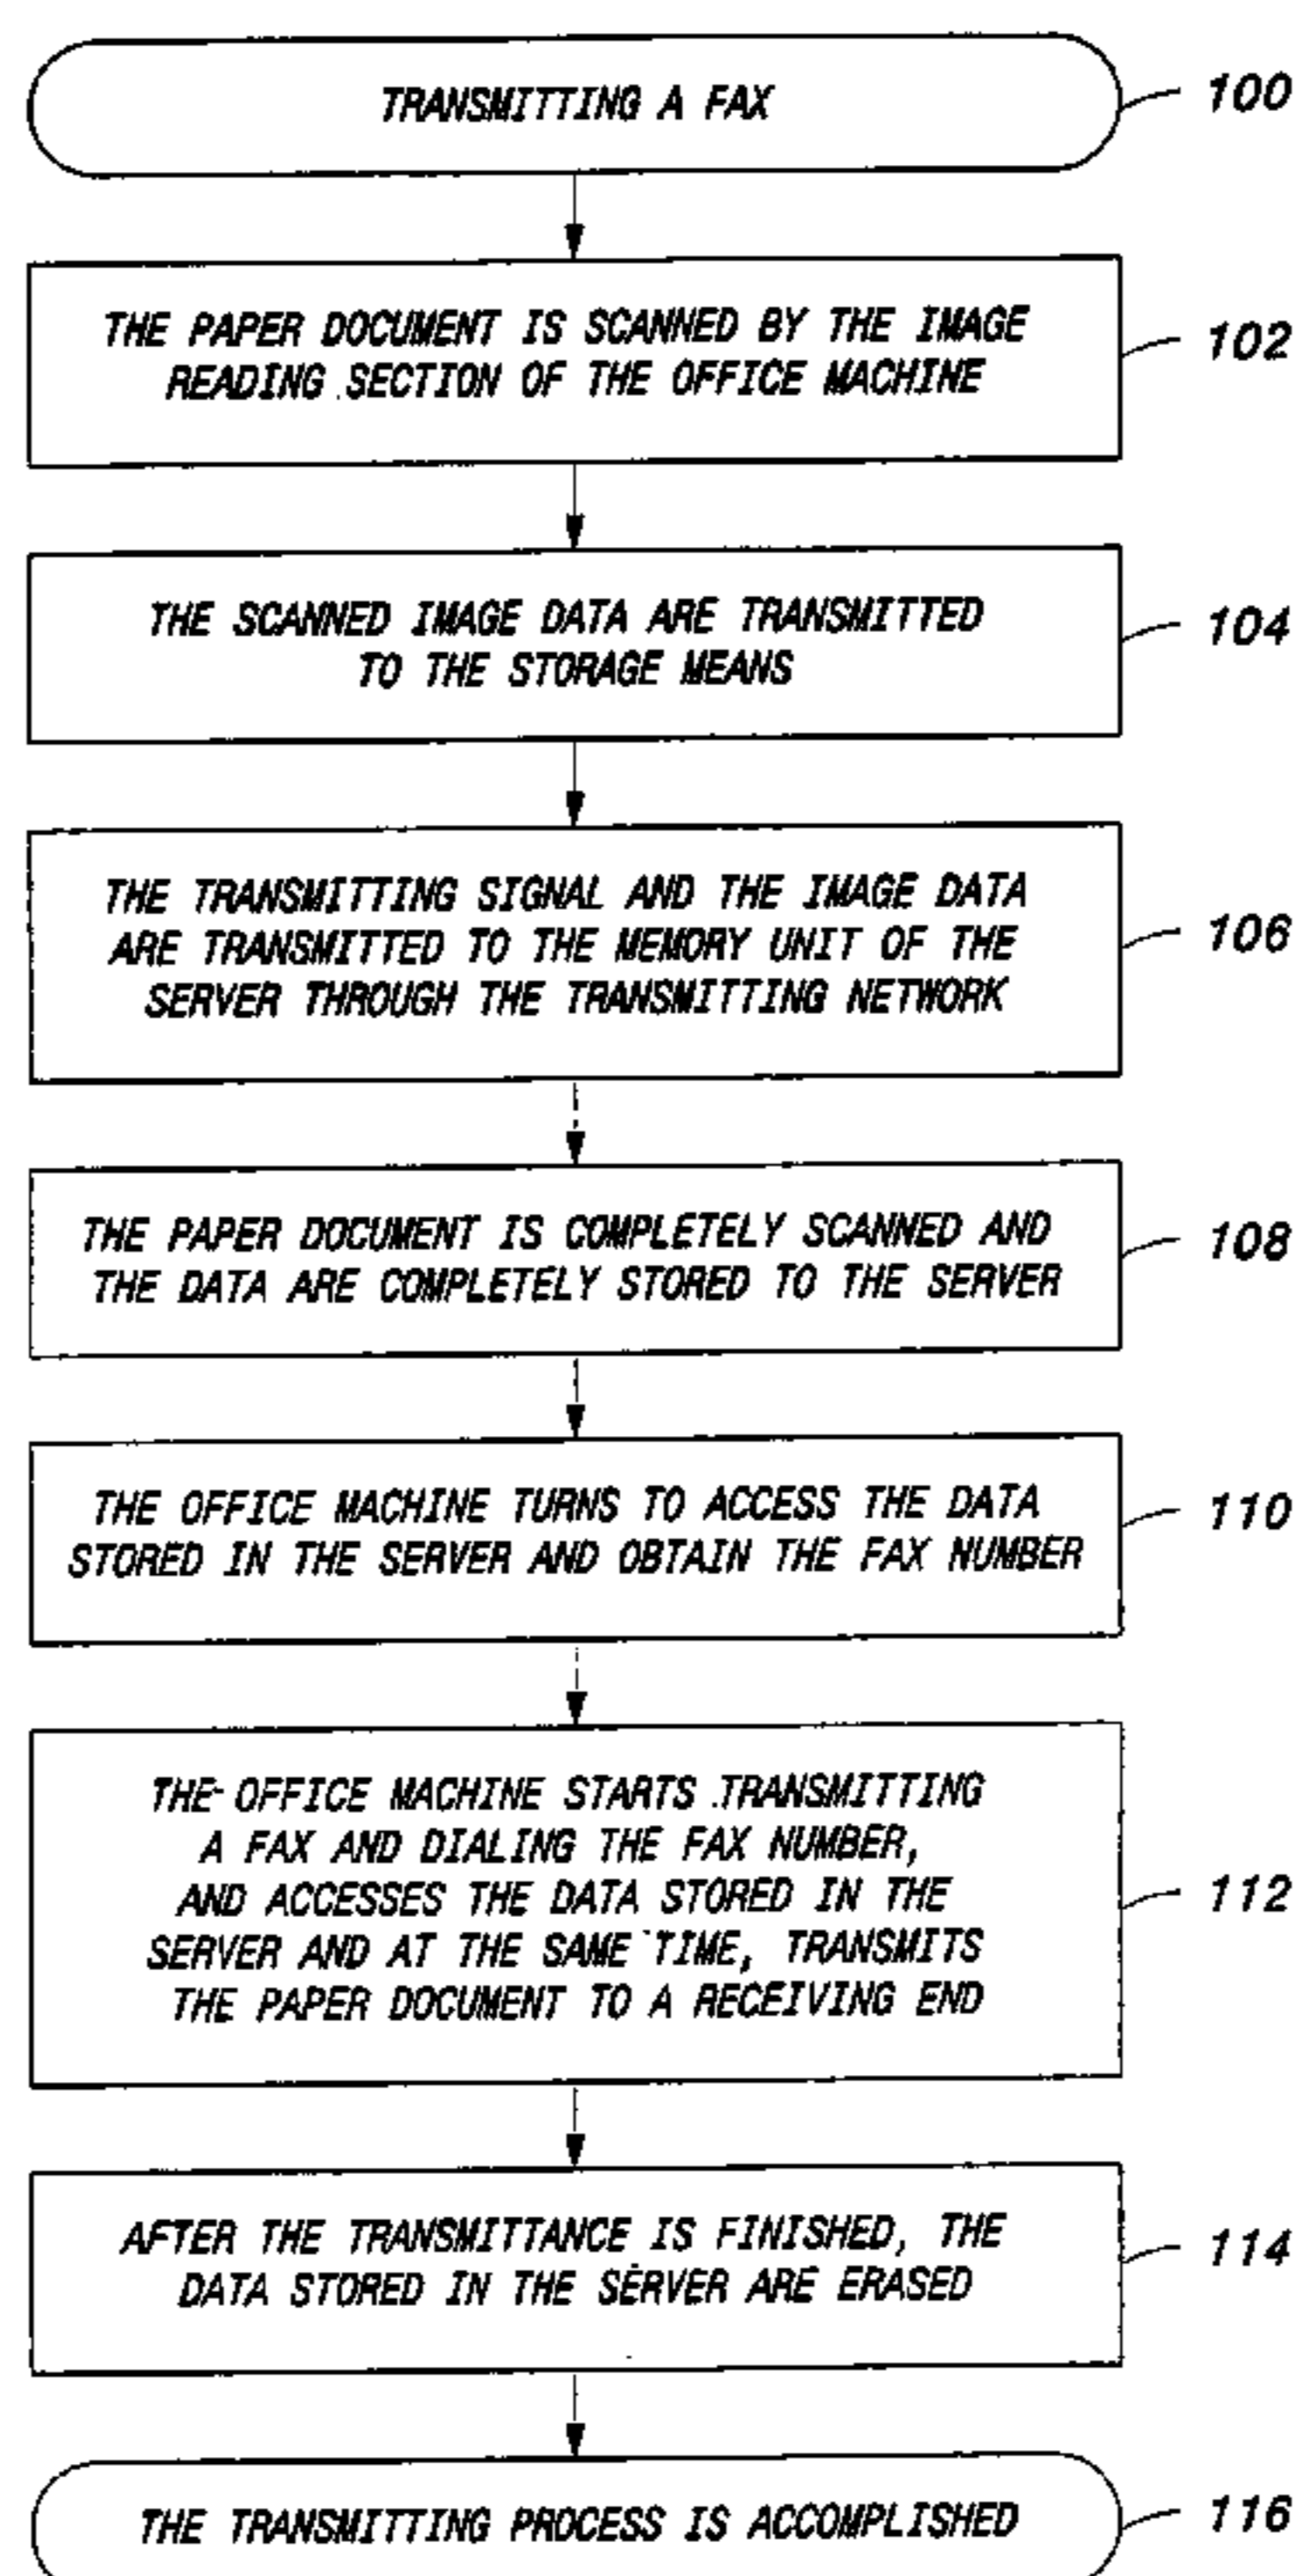 TRANSMITTING A FAX
100
THE PAPER DOCUMENT IS SCANNED BY THE IMAGE
READING SECTION OF THE OFFICE MACHINE
102
THE SCANNED IMAGE DATA ARE TRANSMITTED
TO THE STORAGE MEANS
104
THE TRANSMITTING SIGNAL AND THE IMAGE DATA
ARE TRANSMITTED TO THE MEMORY UNIT OF THE
SERVER THROUGH THE TRANSMITTING NETWORK
106
THE PAPER DOCUMENT IS COMPLETELY SCANNED AND
THE DATA ARE COMPLETELY STORED TO THE SERVER
108
THE OFFICE MACHINE TURNS TO ACCESS THE DATA
STORED IN THE SERVER AND OBTAIN THE FAX NUMBER
110
THE OFFICE MACHINE STARTS TRANSMITTING
A FAX AND DIALING THE FAX NUMBER,
AND ACCESSES THE DATA STORED IN THE
SERVER AND AT THE SAME TIME, TRANSMITS
THE PAPER DOCUMENT TO A RECEIVING END
112
AFTER THE TRANSMITTANCE IS FINISHED, THE
DATA STORED IN THE SERVER ARE ERASED
114
THE TRANSMITTING PROCESS IS ACCOMPLISHED
116